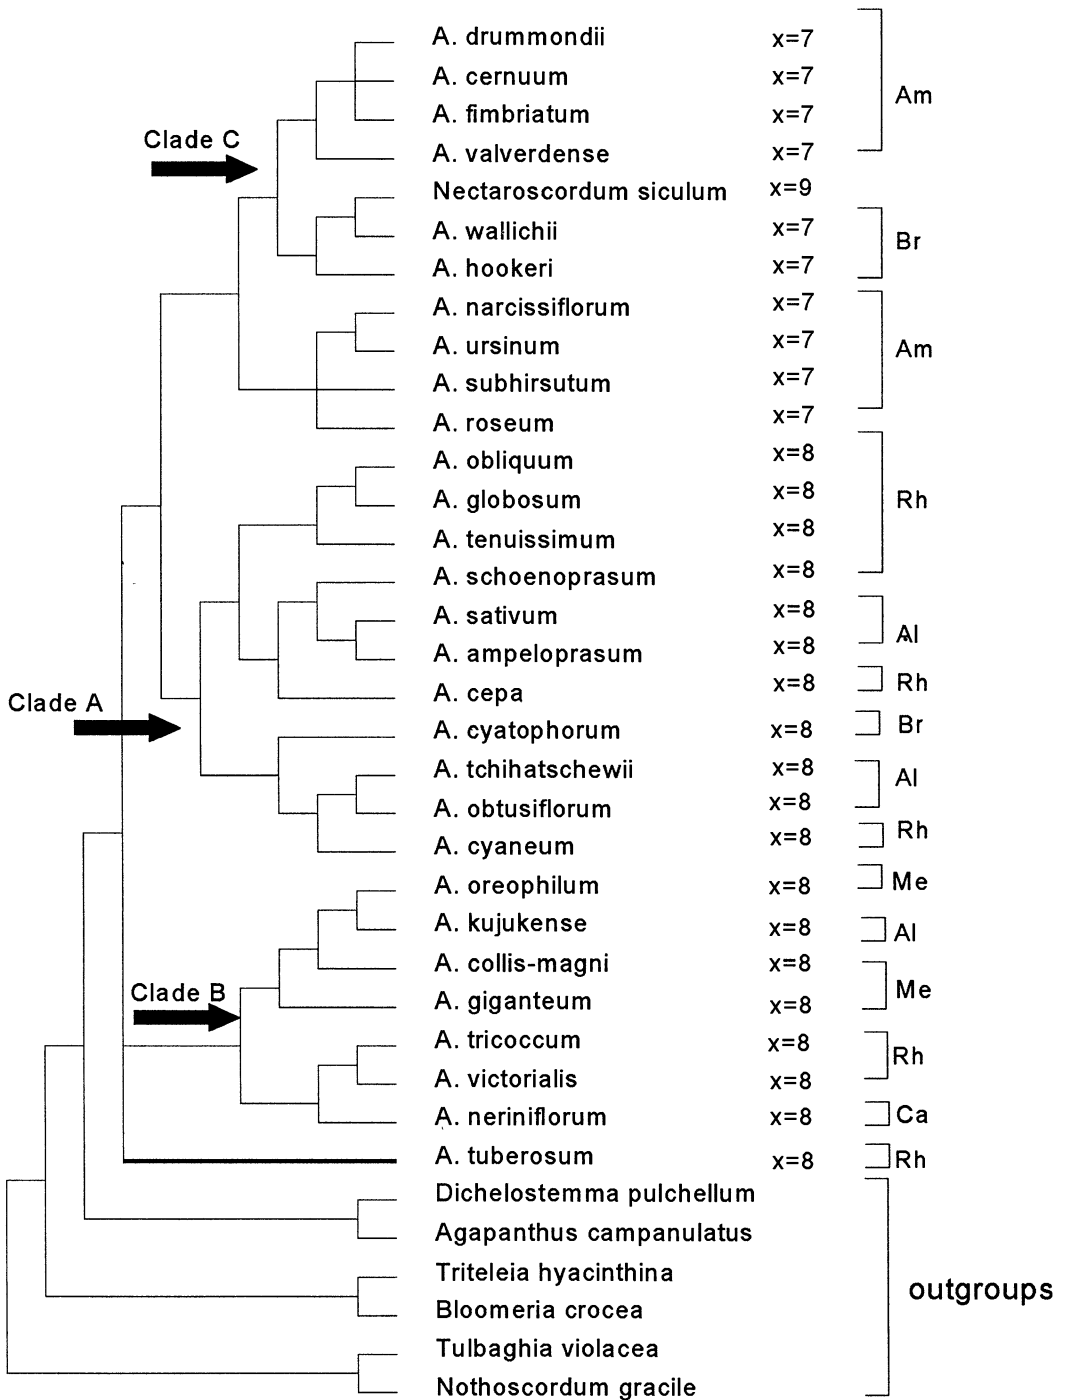 A. drummondii x=7
A. cernuum x=7
Am
A. fimbriatum x=7
Clade C
A. valverdense x=7
Nectaroscordum siculum x=9
A. wallichii x=7
Br
A. hookeri x=7
A. narcissiflorum x=7
A. ursinum x=7
Am
A. subhirsutum x=7
A. roseum x=7
A. obliquum x=8
A. globosum x=8
Rh
A. tenuissimum x=8
A. schoenoprasum x=8
A. sativum x=8
Al
A. ampeloprasum x=8
A. cepa x=8 Rh
Clade A
A. cyatophorum x=8 Br
A. tchihatschewii x=8
Al
A. obtusiflorum x=8
A. cyaneum x=8 Rh
A. oreophilum x=8 Me
A. kujukense x=8 Al
A. collis-magni x=8
Me
Clade B
A. giganteum x=8
A. tricoccum x=8
Rh
A. victorialis x=8
A. neriniflorum x=8 Ca
A. tuberosum x=8 Rh
Dichelostemma pulchellum
Agapanthus campanulatus
Triteleia hyacinthina
outgroups
Bloomeria crocea
Tulbaghia violacea
Nothoscordum gracile